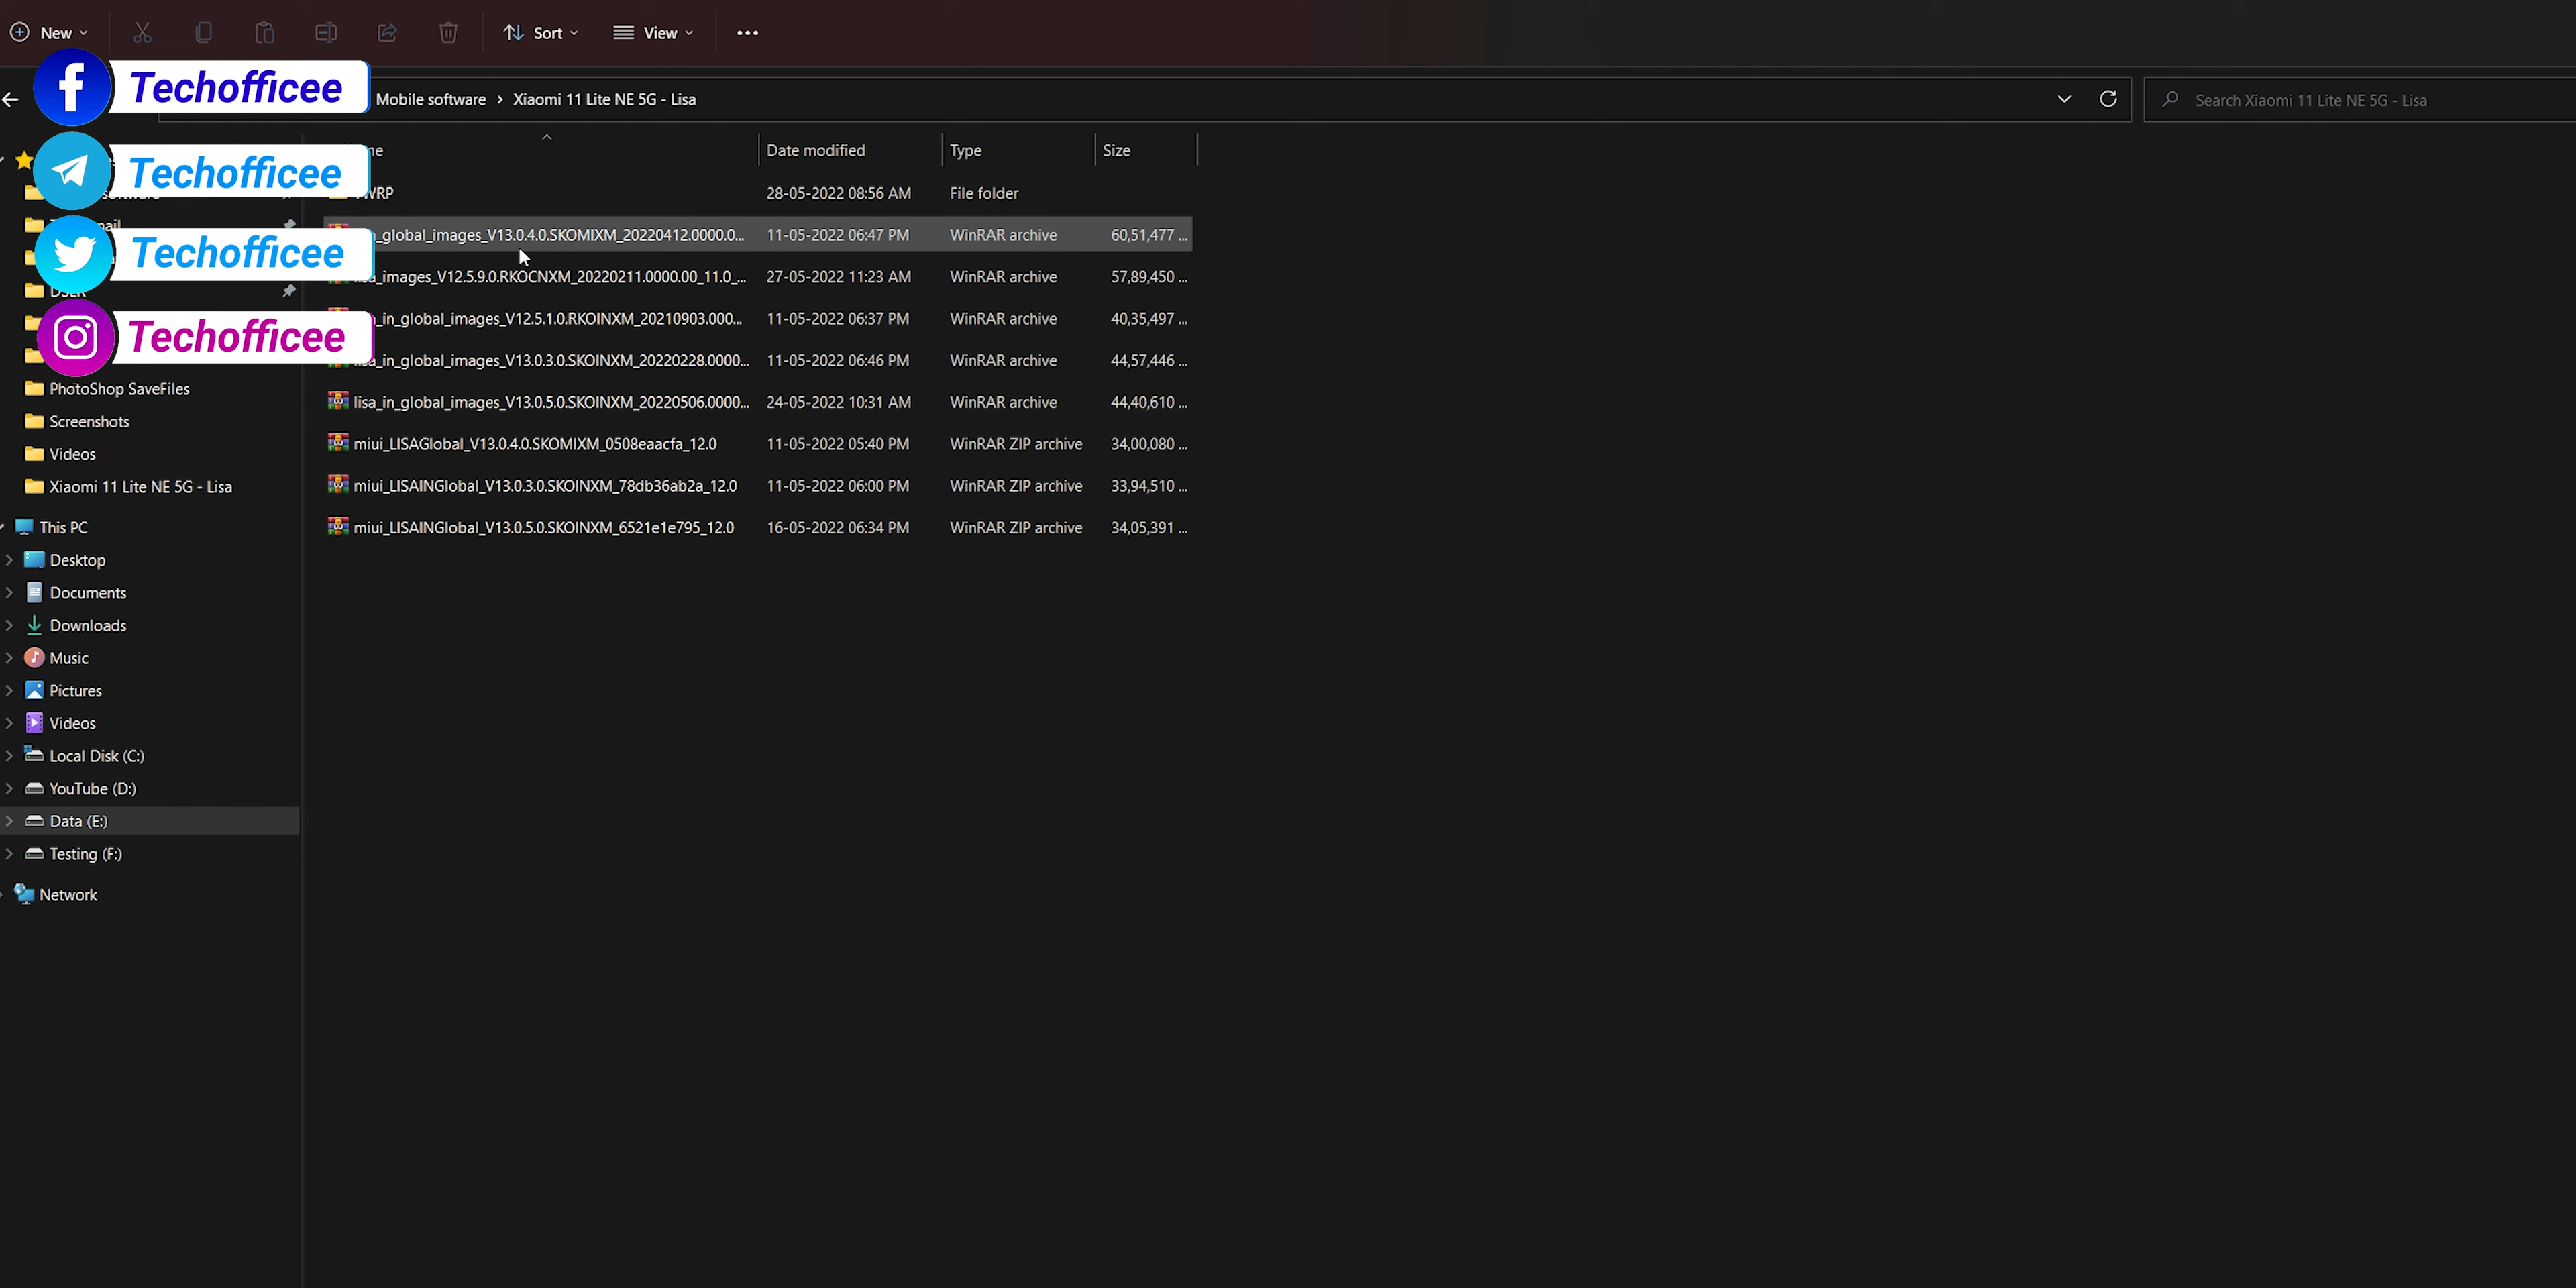 New Sort View
Techofficee
Mobile software > Xiaomi 11 Lite NE 5G - Lisa
Search Xiaomi 11 Lite NE 5G - Lisa
Date modified Type Size
Techofficee
28-05-2022 08:56 AM File folder
_global_images_V13.0.4.0.SKOMIXM_20220412.0000.0... 11-05-2022 06:47 PM WinRAR archive 60,51,477 ...
Techofficee
_images_V12.5.9.0.RKOCNXM_20220211.0000.00_11.0_... 27-05-2022 11:23 AM WinRAR archive 57,89,450 ...
_in_global_images_V12.5.1.0.RKOINXM_20210903.000... 11-05-2022 06:37 PM WinRAR archive 40,35,497 ...
Techofficee
lisa_in_global_images_V13.0.3.0.SKOINXM_20220228.0000... 11-05-2022 06:46 PM WinRAR archive 44,57,446 ...
PhotoShop SaveFiles
lisa_in_global_images_V13.0.5.0.SKOINXM_20220506.0000... 24-05-2022 10:31 AM WinRAR archive 44,40,610 ...
Screenshots
miui_LISAGlobal_V13.0.4.0.SKOMIXM_0508eaacfa_12.0 11-05-2022 05:40 PM WinRAR ZIP archive 34,00,080 ...
Videos
miui_LISAINGlobal_V13.0.3.0.SKOINXM_78db36ab2a_12.0 11-05-2022 06:00 PM WinRAR ZIP archive 33,94,510 ...
Xiaomi 11 Lite NE 5G - Lisa
miui_LISAINGlobal_V13.0.5.0.SKOINXM_6521e1e795_12.0 16-05-2022 06:34 PM WinRAR ZIP archive 34,05,391 ...
This PC
Desktop
Documents
Downloads
Music
Pictures
Videos
Local Disk (C:)
YouTube (D:)
Data (E:)
Testing (F:)
Network